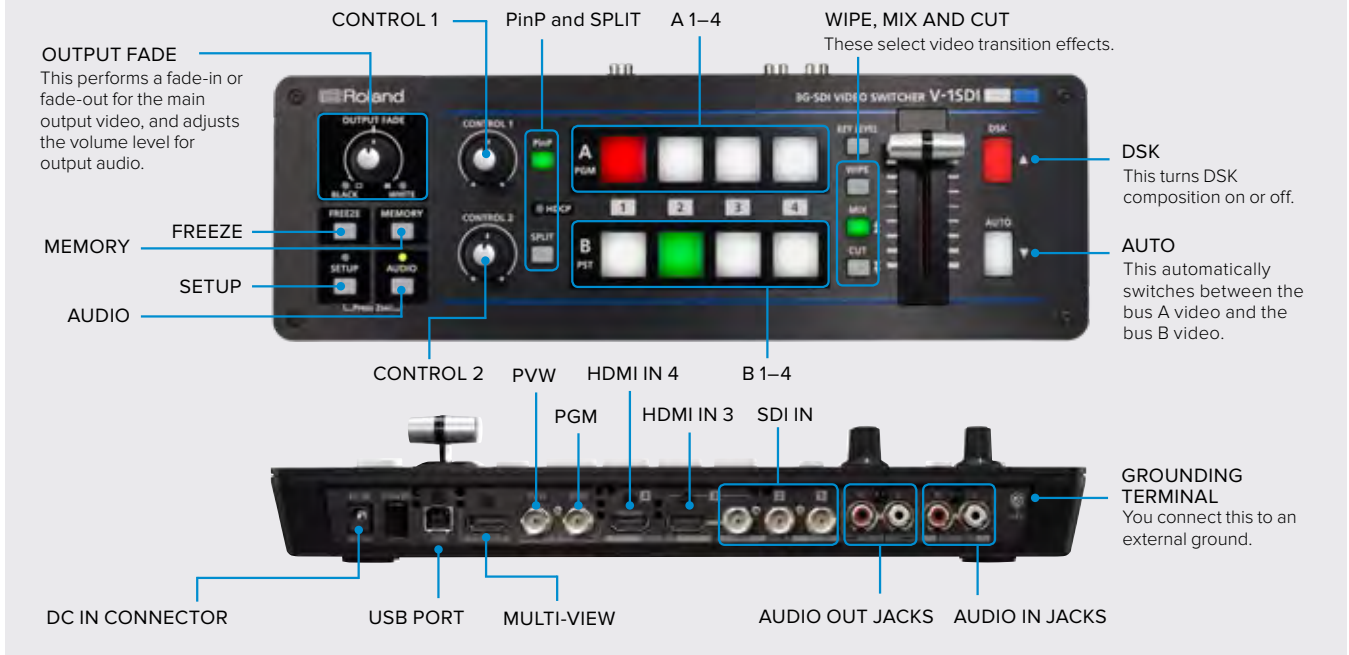 CONTROL 1
PinP and SPLIT
A 1–4
WIPE, MIX AND CUT
These select video transition effects.
OUTPUT FADE
This performs a fade-in or
fade-out for the main
output video, and adjusts
the volume level for
output audio.
MEMORY
FREEZE
SETUP
AUDIO
Roland
3G-SDI VIDEO SWITCHER V-1SDI
OUTPUT FADE
BLACK
WHITE
FREEZE
MEMORY
SETUP
AUDIO
CONTROL 1
CONTROL 2
PinP
HDCP
SPLIT
A
PGM
1
2
3
4
B
PST
KEY LEVEL
WIPE
MIX
CUT
DSK
AUTO
DSK
This turns DSK
composition on or off.
AUTO
This automatically
switches between the
bus A video and the
bus B video.
CONTROL 2
PVW
HDMI IN 4
B 1–4
PGM
HDMI IN 3
SDI IN
GROUNDING
TERMINAL
You connect this to an
external ground.
DC IN CONNECTOR
USB PORT
MULTI-VIEW
AUDIO OUT JACKS
AUDIO IN JACKS